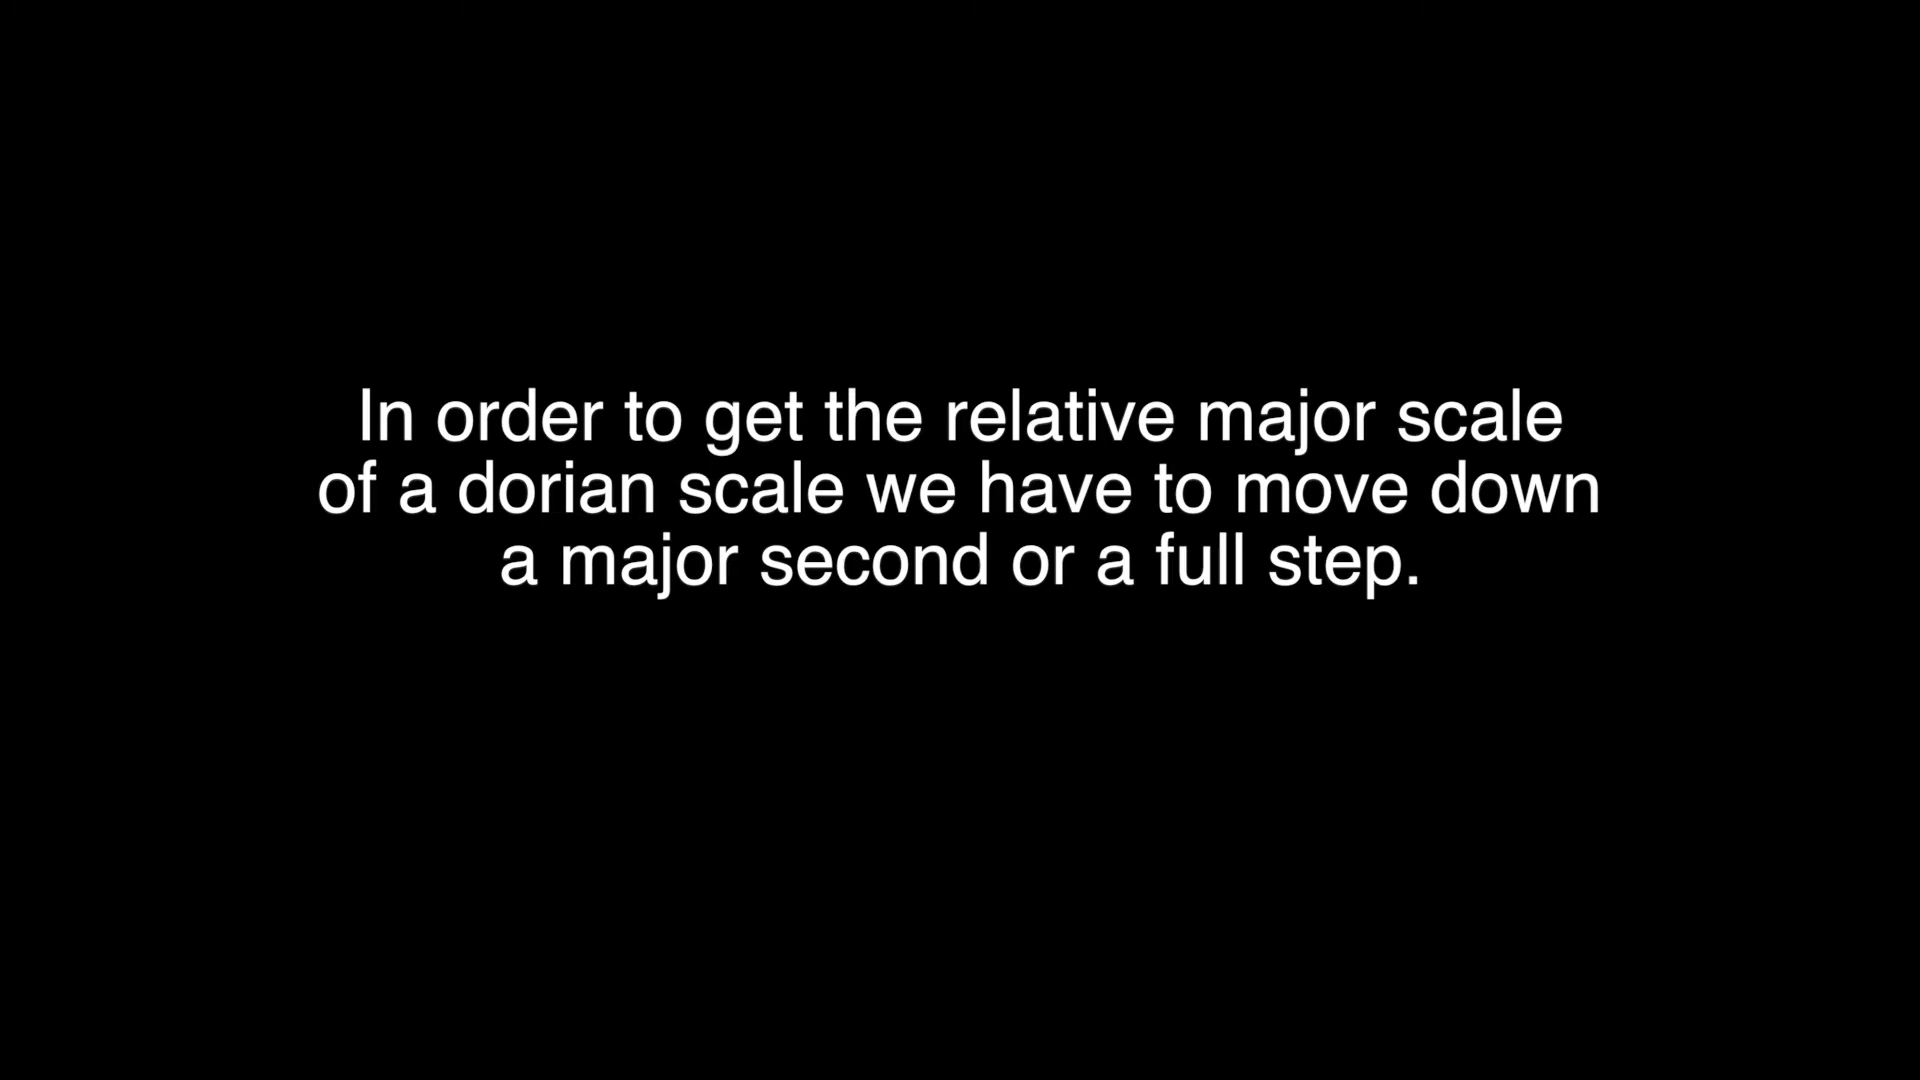 In order to get the relative major scale
of a dorian scale we have to move down
a major second or a full step.